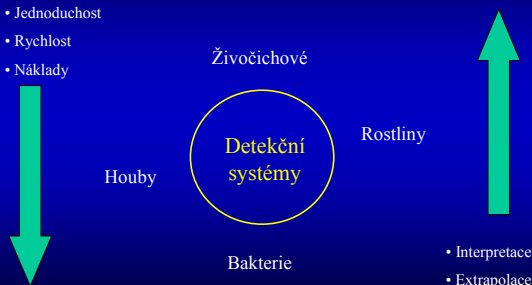 • Jednoduchost
• Rychlost
• Náklady
Živočichové
Rostliny
Detekční
systémy
Houby
Bakterie
• Interpretace
• Extrapolace